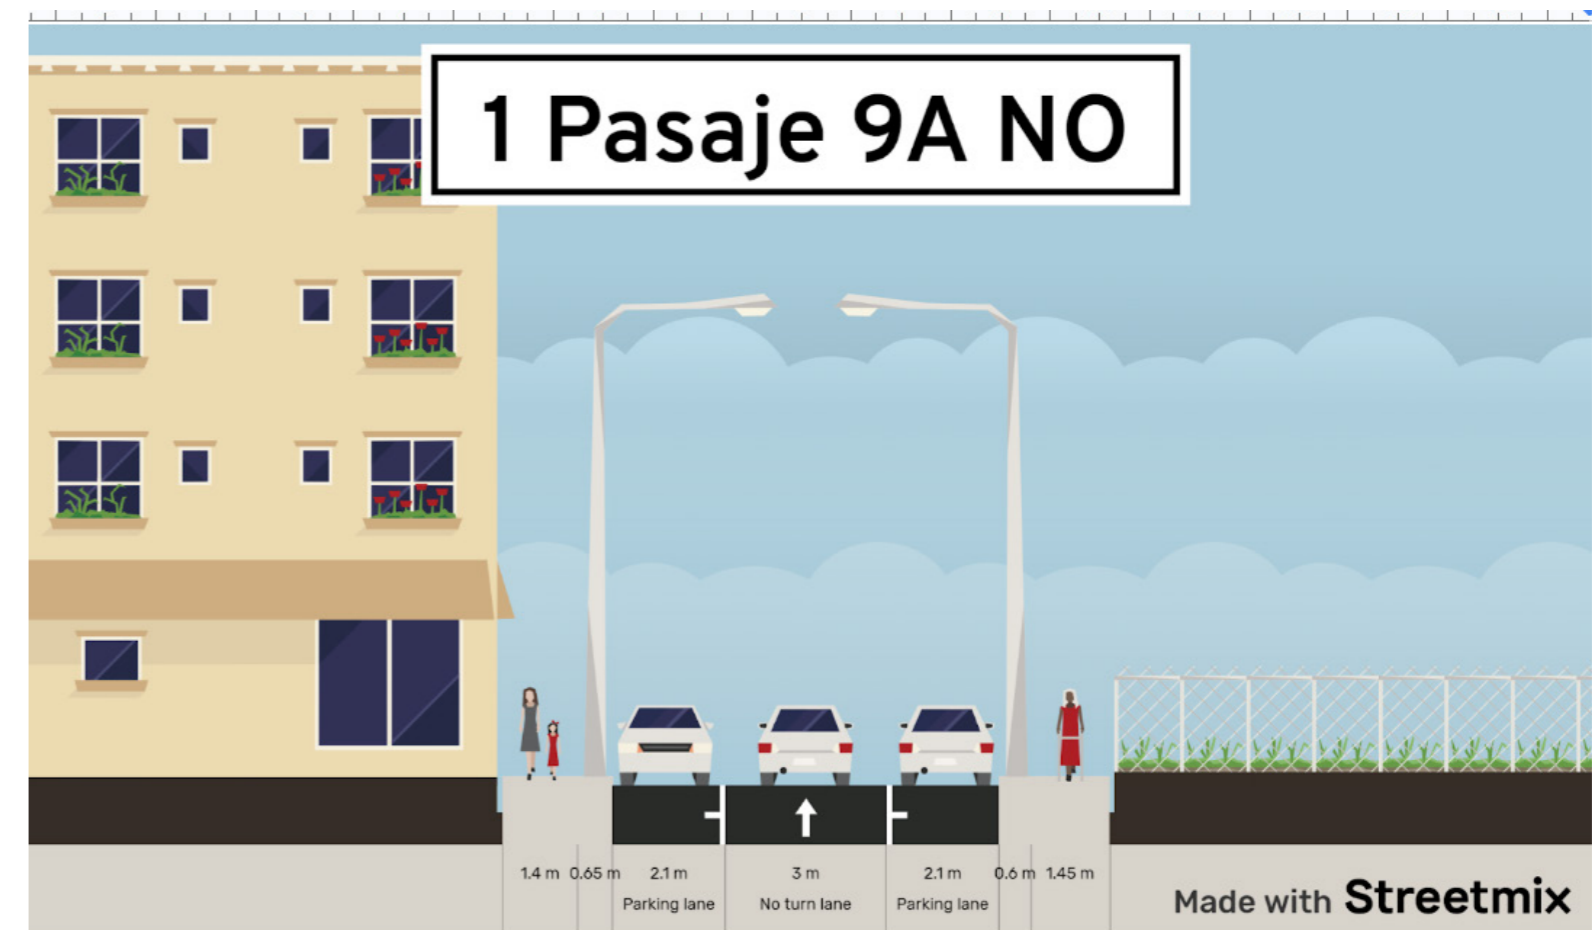 1 Pasaje 9A NO
1.4 m 0.65 m 2.1 m 3 m 2.1 m 0.6 m 1.45 m
Parking lane No turn lane Parking lane
Made with Streetmix